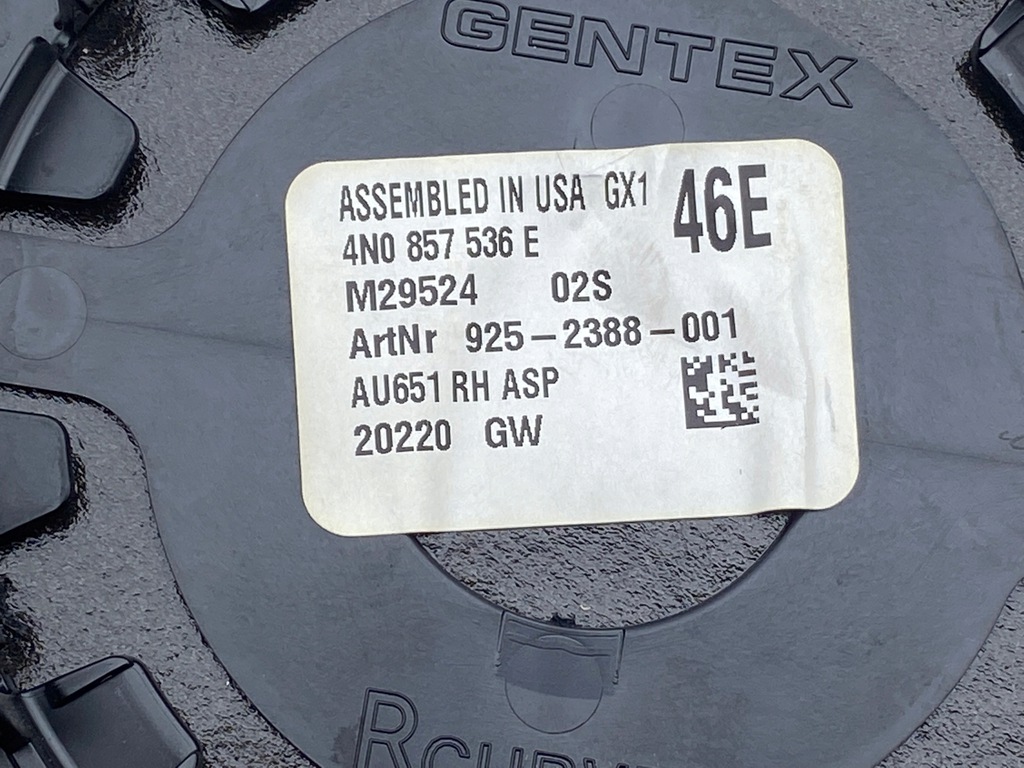 GENTEX
ASSEMBLED IN USA GX1 46E
4N0 857 536 E
M29524 02S
ArtNr 925-2388-001
AU651 RH ASP
20220 GW